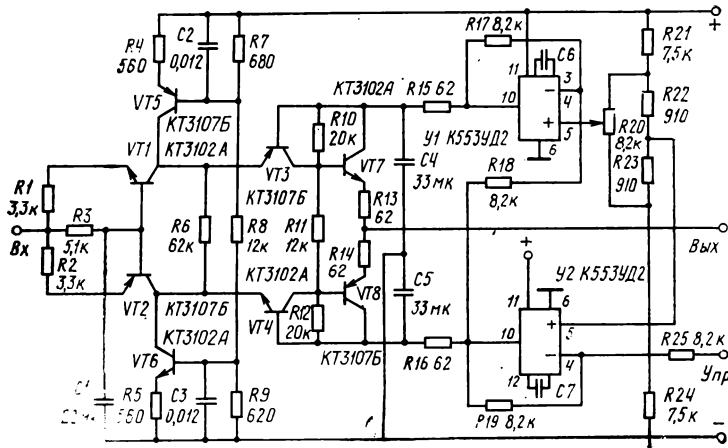 R4
560
C2
0,012
R7
680
VT5
КТ3107Б
КТ3102А
VT1
R1
3,3к
R3
5,1к
Вх
R2
3,3к
VT2
КТ3107Б
КТ3102А
VT6
R5
560
C3
0,012
R9
620
R6
62к
R8
12к
VT3
КТ3107Б
КТ3102А
VT4
R10
20к
R11
12к
R12
20к
КТ3102А
VT7
R13
62
R14
62
VT8
КТ3107Б
R15 62
C4
33 мк
C5
33 мк
R16 62
R17 8,2к
У1 К553УД2
11
C6
10
3
4
5
6
−
+
R18
8,2к
R19 8,2к
У2 К553УД2
+
11
6
10
5
4
12
C7
+
−
R20
8,2к
R21
7,5к
R22
910
R23
910
R24
7,5к
R25 8,2к
Упр
Вых
+
−